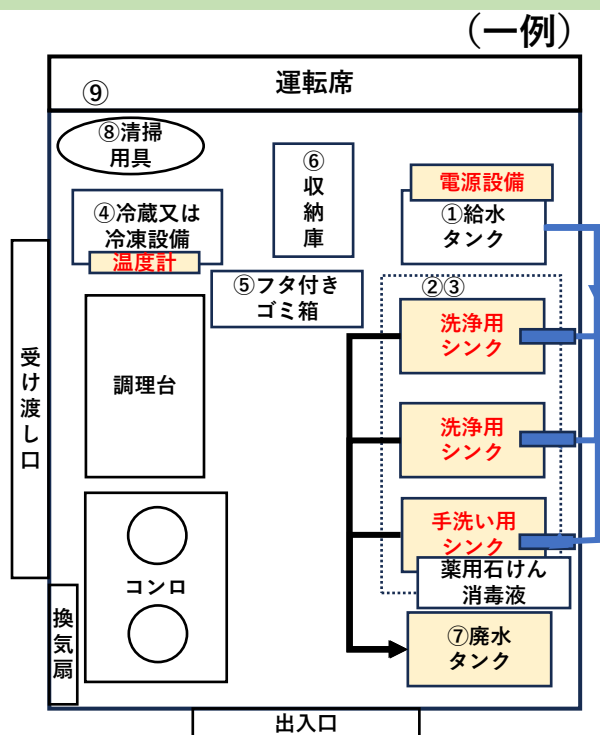 （一例）
運転席
⑨
⑧清掃
用具
⑥
収
納
庫
電源設備
①給水
タンク
④冷蔵又は
冷凍設備
温度計
⑤フタ付き
ゴミ箱
②③
洗浄用
シンク
受
け
渡
し
口
調理台
洗浄用
シンク
手洗い用
シンク
薬用石けん
消毒液
コンロ
換
気
扇
⑦廃水
タンク
出入口